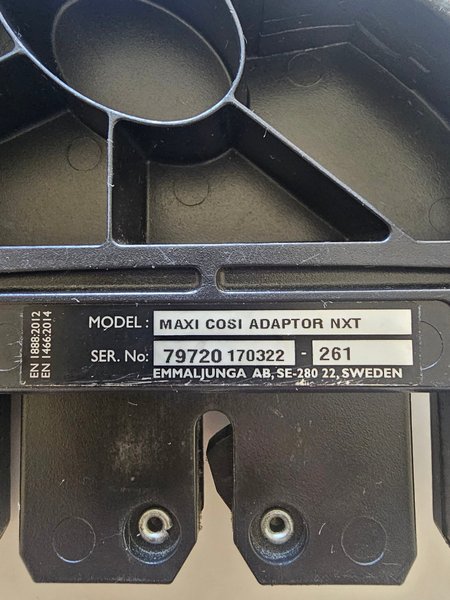 EN 1888:2012
EN 1466:2014
MODEL: MAXI COSI ADAPTOR NXT
SER. No: 79720 170322 - 261
EMMALJUNGA AB, SE-280 22, SWEDEN